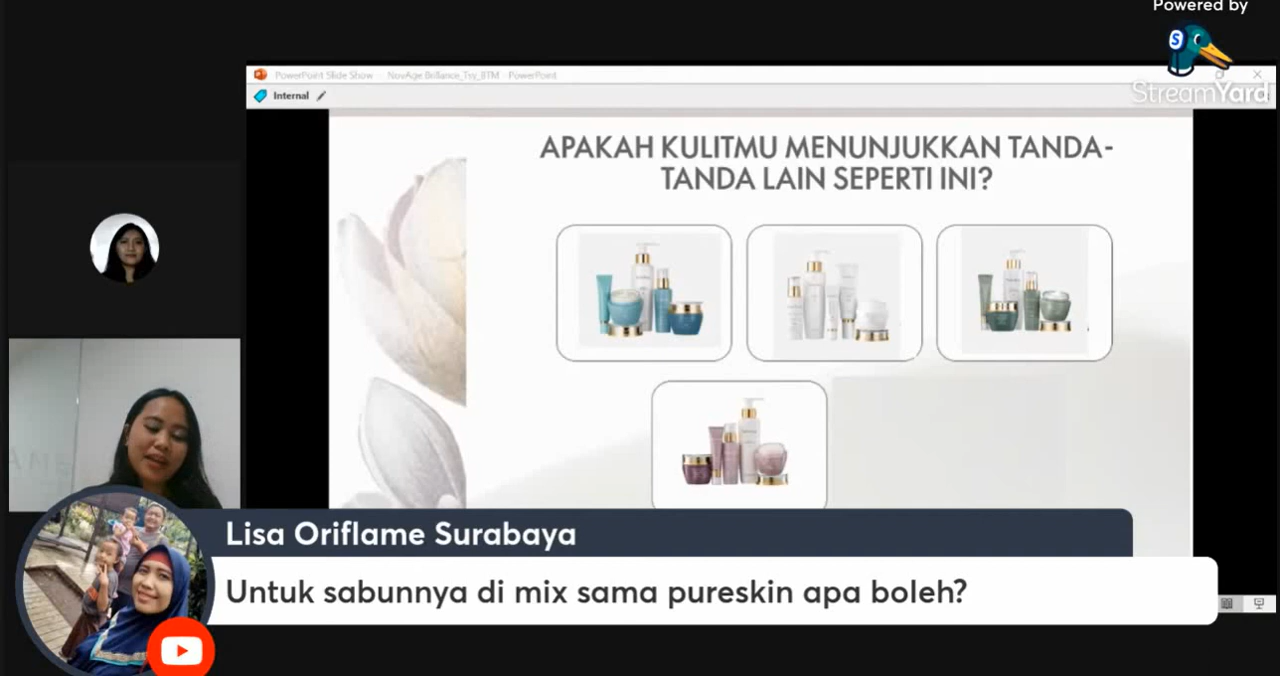 Powered by
S
StreamYard
PowerPoint Slide Show - NovAge Brilliance_Tsy_BTM - PowerPoint
Internal
APAKAH KULITMU MENUNJUKKAN TANDA-
TANDA LAIN SEPERTI INI?
Lisa Oriflame Surabaya
Untuk sabunnya di mix sama pureskin apa boleh?